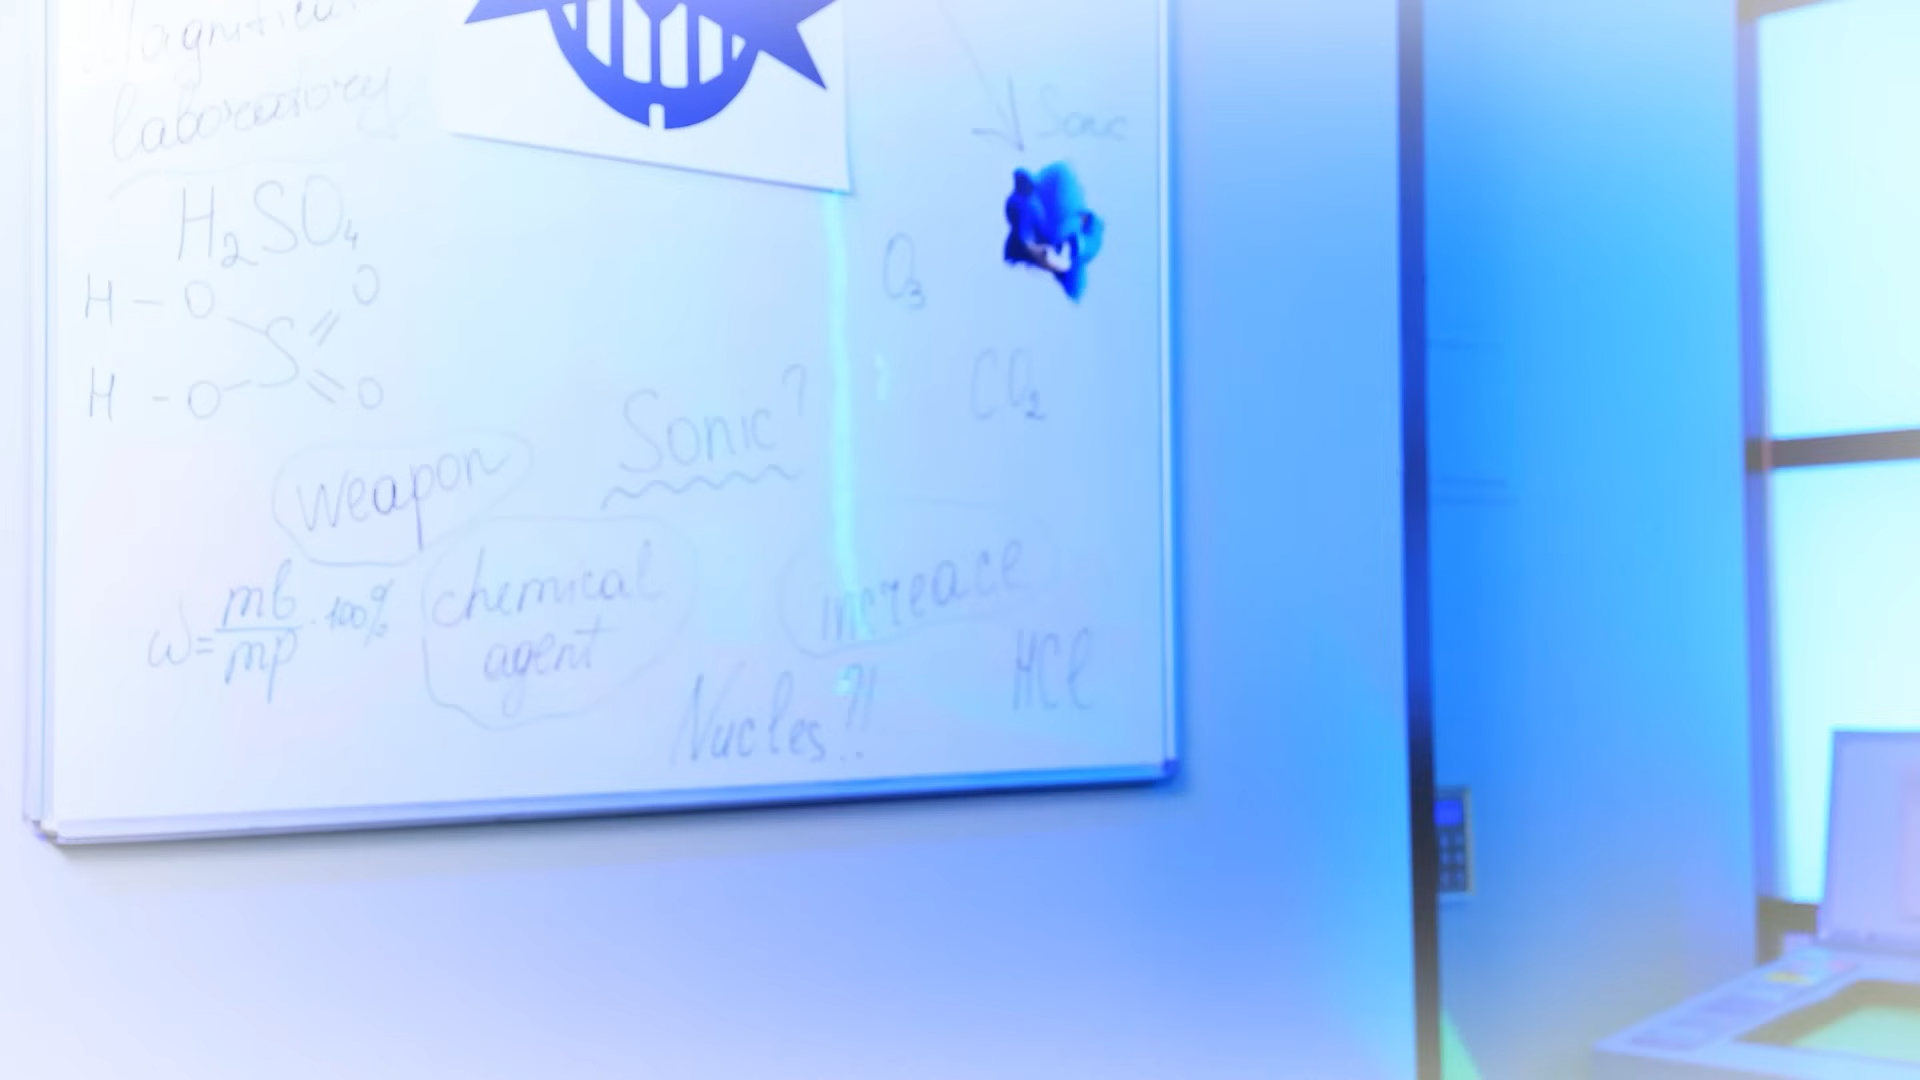 laboratory
Sonic
H₂SO₄
O₃
H – O O
S
H – O O
CO₂
Sonic?
weapon
ω = mb/mp · 100%
chemical
agent
increace
HCl
Nucles?!